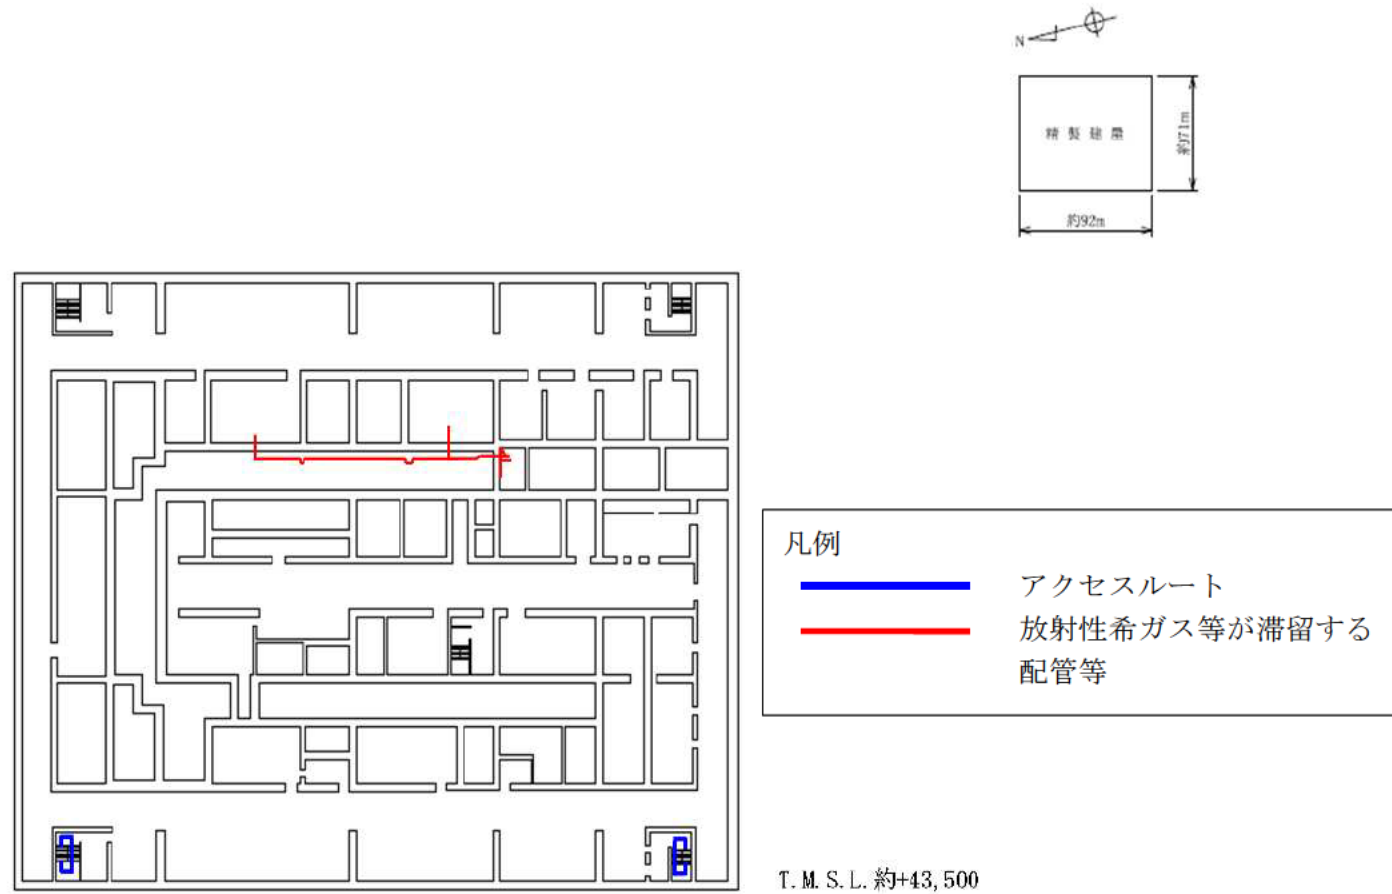 N
精製建屋
約71m
約92m
凡例
アクセスルート
放射性希ガス等が滞留する
配管等
T.M.S.L.約+43,500